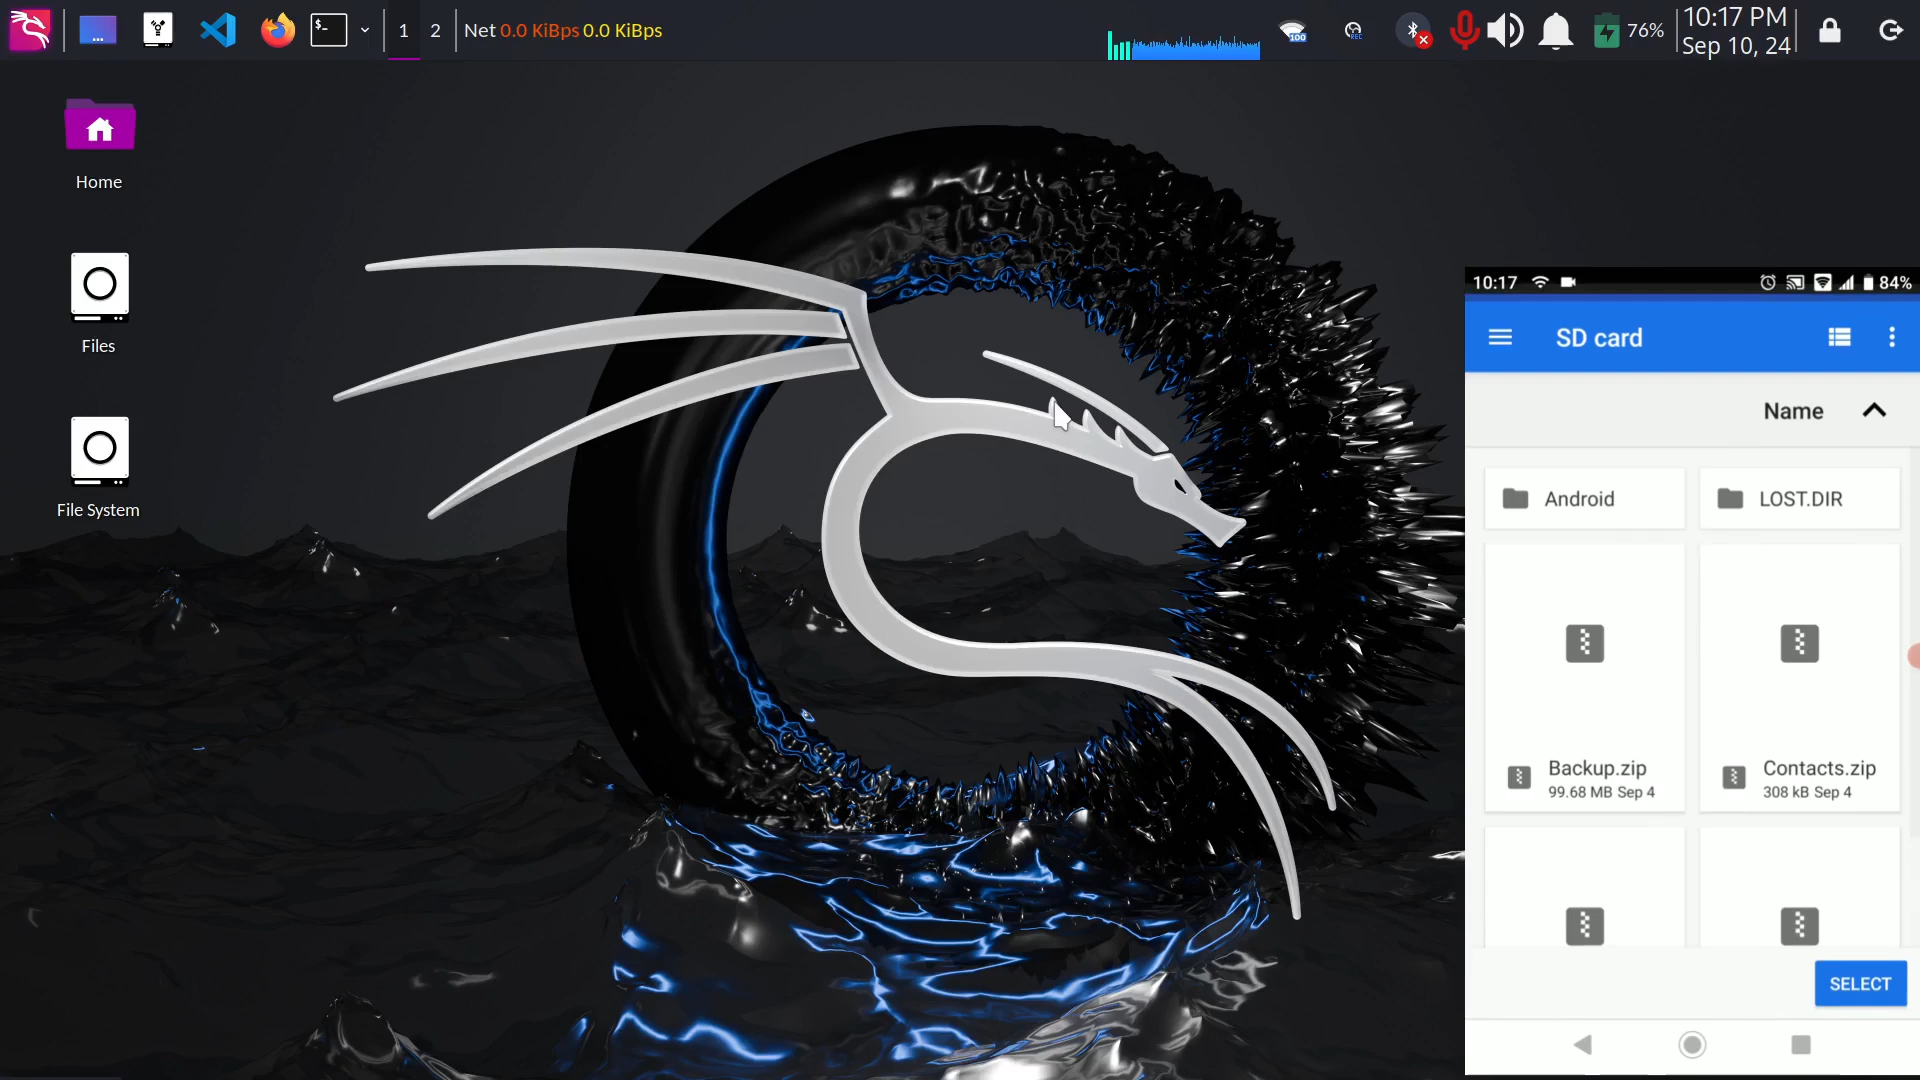 1 2 Net 0.0 KiBps 0.0 KiBps 76% 10:17 PM
Sep 10, 24
Home
Files
File System
10:17 84%
SD card
Name
Android LOST.DIR
Backup.zip
99.68 MB Sep 4
Contacts.zip
308 kB Sep 4
SELECT